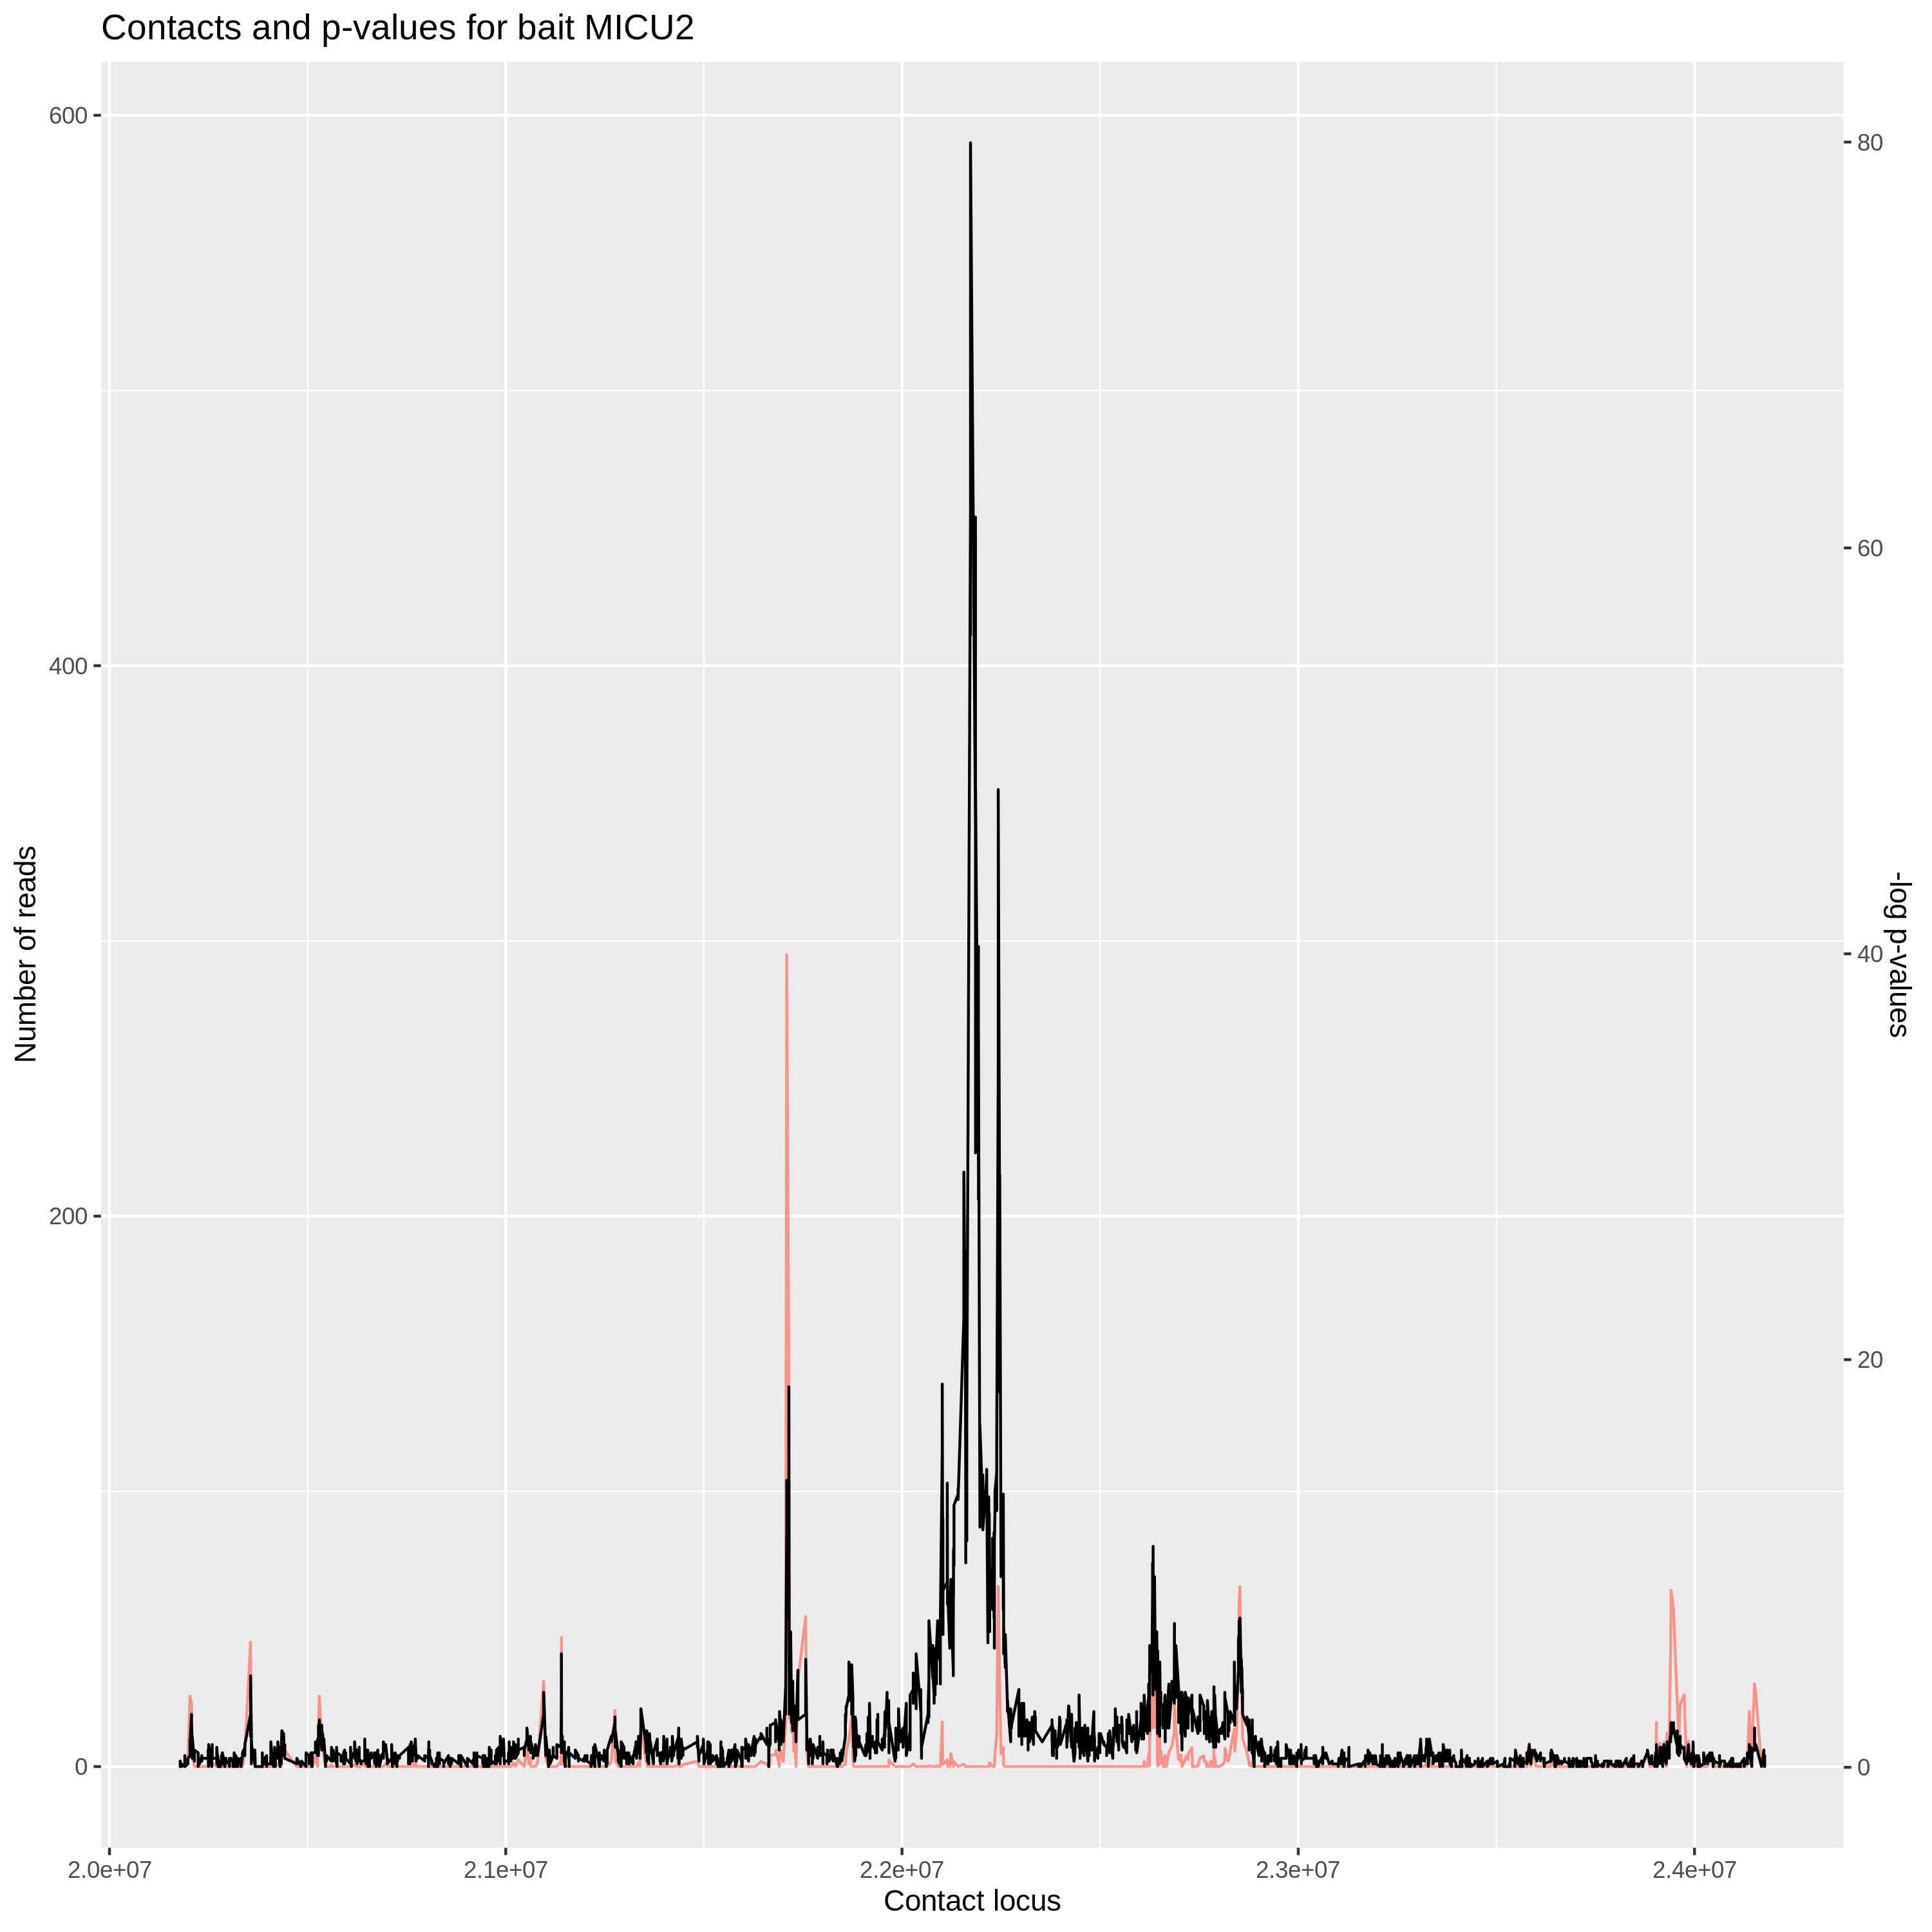 Contacts and p-values for bait MICU2
600
400
200
0
Number of reads
80
60
40
20
0
-log p-values
2.0e+07
2.1e+07
2.2e+07
2.3e+07
2.4e+07
Contact locus